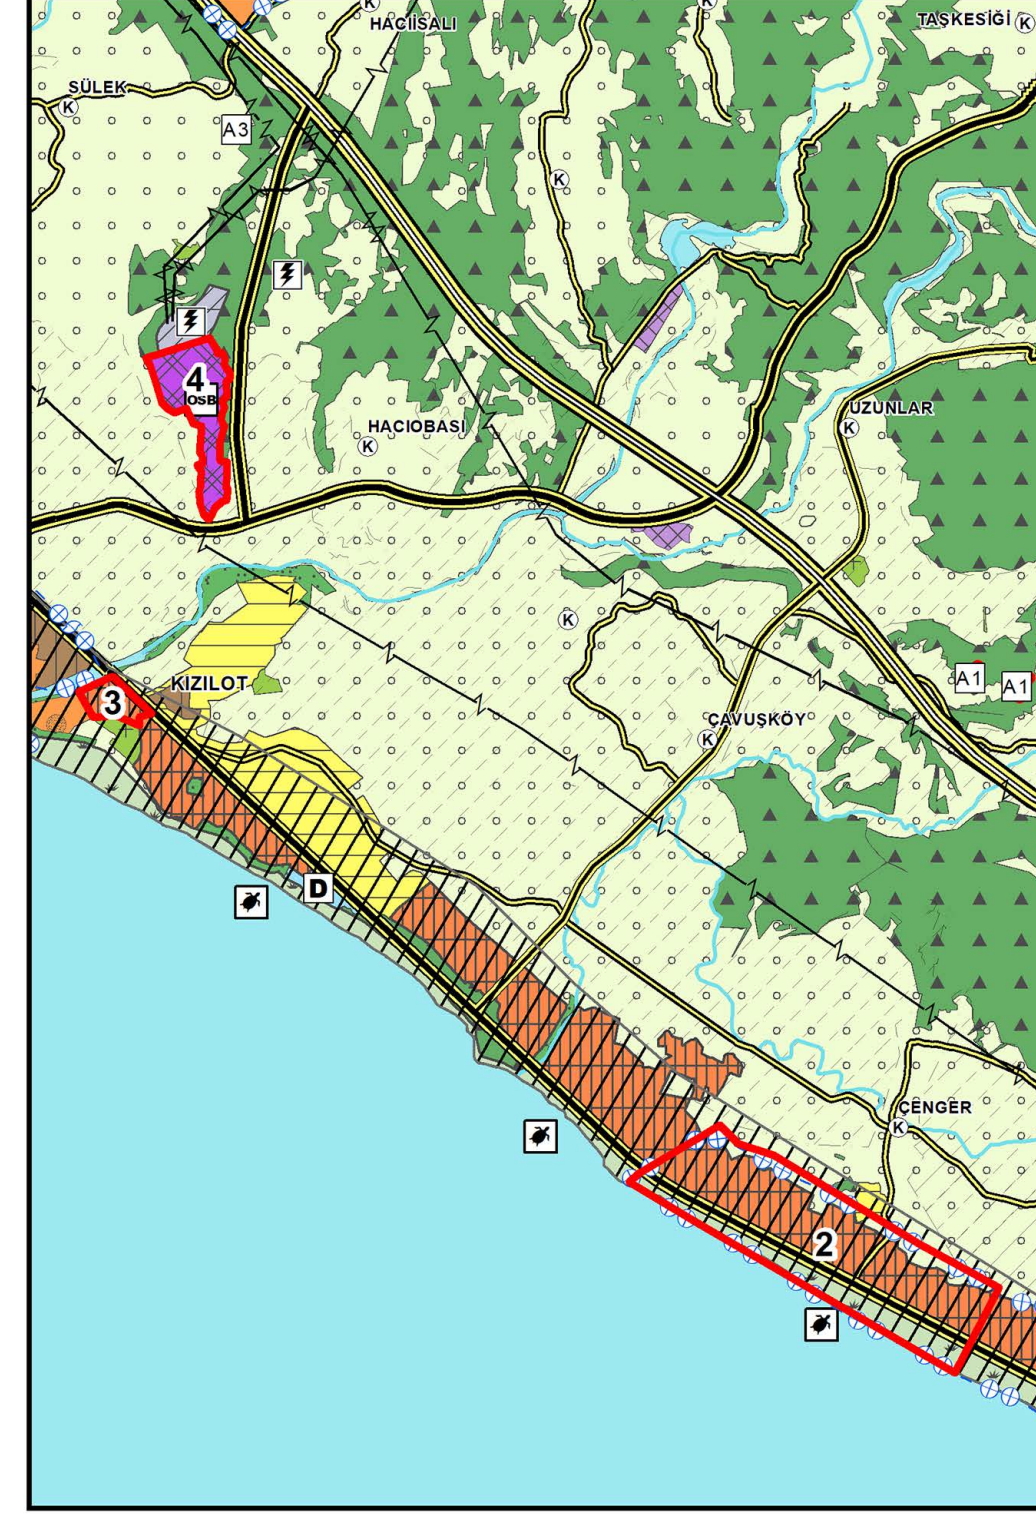 K
HACIİSALI
K
TAŞKESİĞİ K
SÜLEK
K
A3
K
4
OSB
HACIOBASI
K
UZUNLAR
K
K
A1
A1
KIZILOT
3
ÇAVUŞKÖY
K
D
ÇENGER
K
2